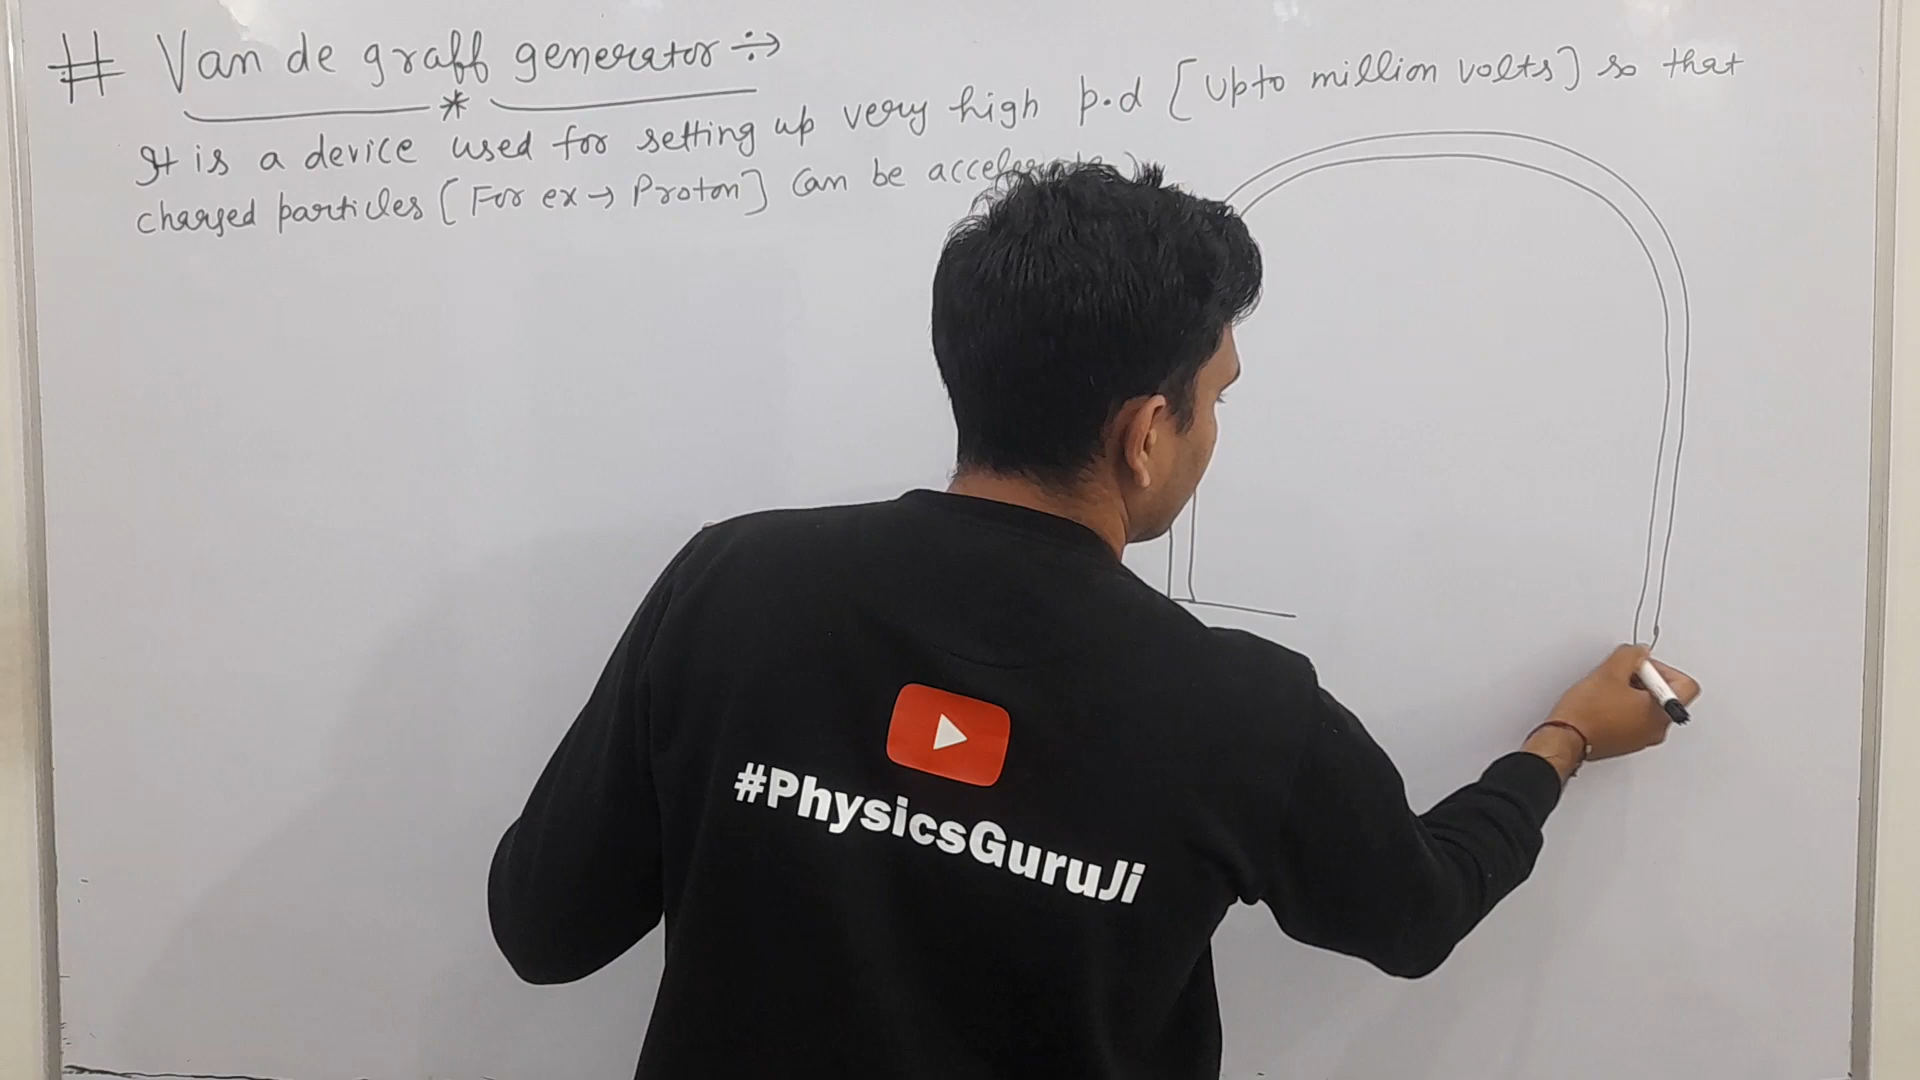 # Van de graff generator ÷>
*
It is a device used for setting up very high p.d [Upto million volts] so that
charged particles [For ex → Proton] Can be
#PhysicsGuruJi